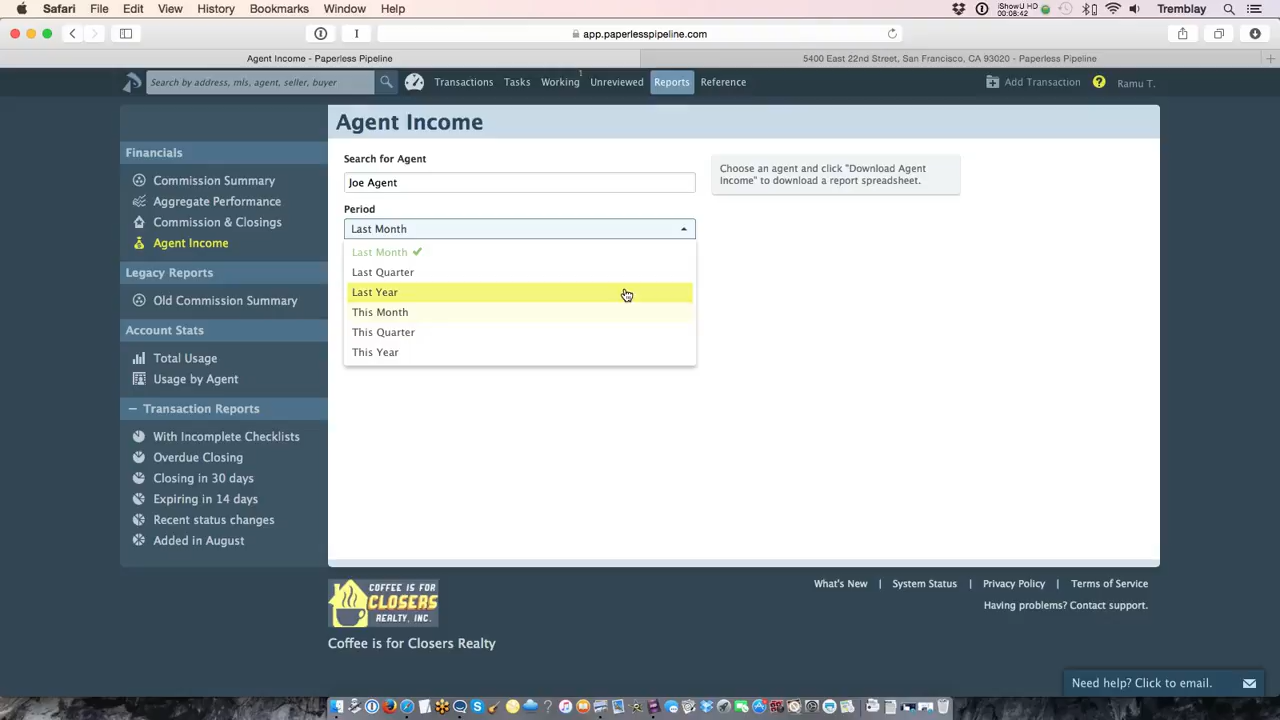 Safari File Edit View History Bookmarks Window Help
iShowU HD
00:08:42
Tremblay
app.paperlesspipeline.com
Agent Income - Paperless Pipeline
5400 East 22nd Street, San Francisco, CA 93020 - Paperless Pipeline
Search by address, mls, agent, seller, buyer
Transactions Tasks Working 1 Unreviewed Reports Reference
Add Transaction
Ramu T.
Agent Income
Financials
Commission Summary
Aggregate Performance
Commission & Closings
Agent Income
Legacy Reports
Old Commission Summary
Account Stats
Total Usage
Usage by Agent
Transaction Reports
With Incomplete Checklists
Overdue Closing
Closing in 30 days
Expiring in 14 days
Recent status changes
Added in August
Search for Agent
Joe Agent
Period
Last Month
Last Month
Last Quarter
Last Year
This Month
This Quarter
This Year
Choose an agent and click "Download Agent
Income" to download a report spreadsheet.
COFFEE IS FOR
CLOSERS
REALTY, INC.
Coffee is for Closers Realty
What's New | System Status | Privacy Policy | Terms of Service
Having problems? Contact support.
Need help? Click to email.